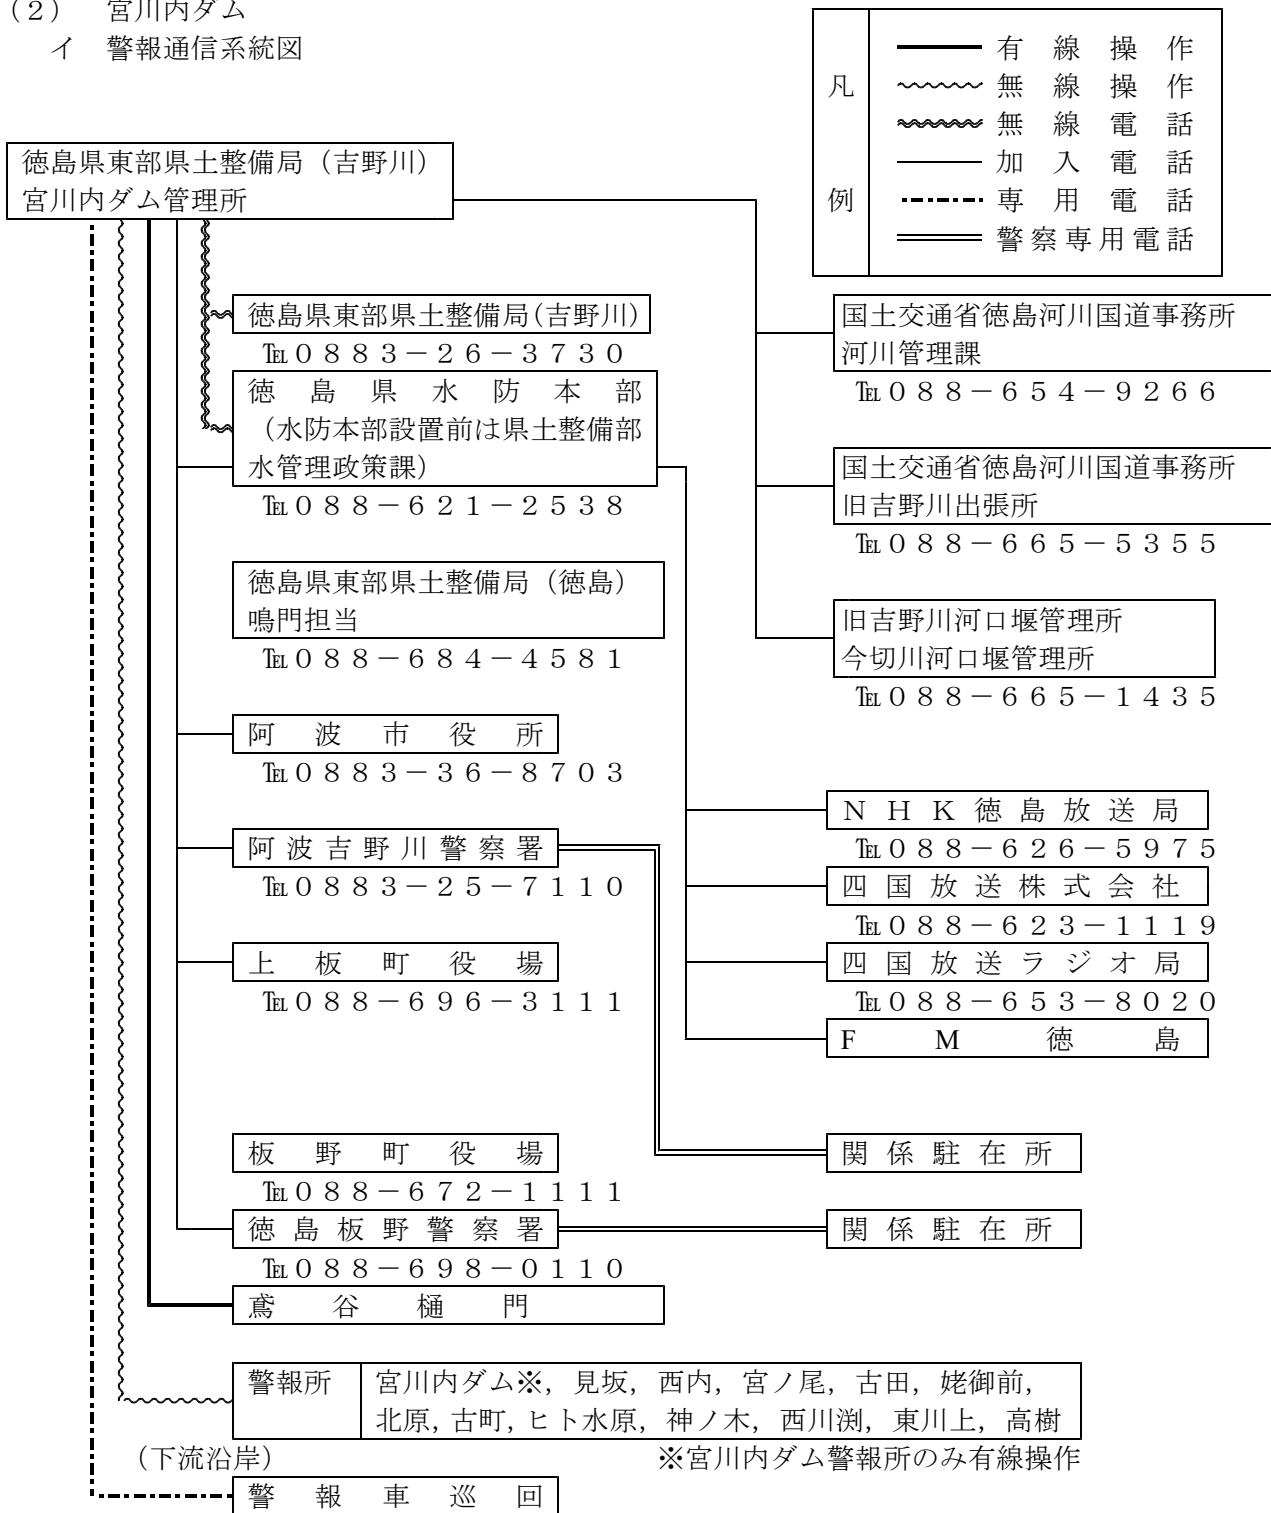 （２）　宮川内ダム
イ　警報通信系統図
凡例
有線操作
無線操作
無線電話
加入電話
専用電話
警察専用電話
徳島県東部県土整備局（吉野川）
宮川内ダム管理所
徳島県東部県土整備局（吉野川）
℡０８８３－２６－３７３０
徳島県水防本部
（水防本部設置前は県土整備部
水管理政策課）
℡０８８－６２１－２５３８
徳島県東部県土整備局（徳島）
鳴門担当
℡０８８－６８４－４５８１
阿波市役所
℡０８８３－３６－８７０３
阿波吉野川警察署
℡０８８３－２５－７１１０
上板町役場
℡０８８－６９６－３１１１
板野町役場
℡０８８－６７２－１１１１
徳島板野警察署
℡０８８－６９８－０１１０
鳶谷樋門
国土交通省徳島河川国道事務所
河川管理課
℡０８８－６５４－９２６６
国土交通省徳島河川国道事務所
旧吉野川出張所
℡０８８－６６５－５３５５
旧吉野川河口堰管理所
今切川河口堰管理所
℡０８８－６６５－１４３５
ＮＨＫ徳島放送局
℡０８８－６２６－５９７５
四国放送株式会社
℡０８８－６２３－１１１９
四国放送ラジオ局
℡０８８－６５３－８０２０
FM徳島
関係駐在所
関係駐在所
警報所
宮川内ダム※，見坂，西内，宮ノ尾，古田，姥御前，
北原，古町，ヒト水原，神ノ木，西川渕，東川上，高樹
（下流沿岸）
※宮川内ダム警報所のみ有線操作
警報車巡回